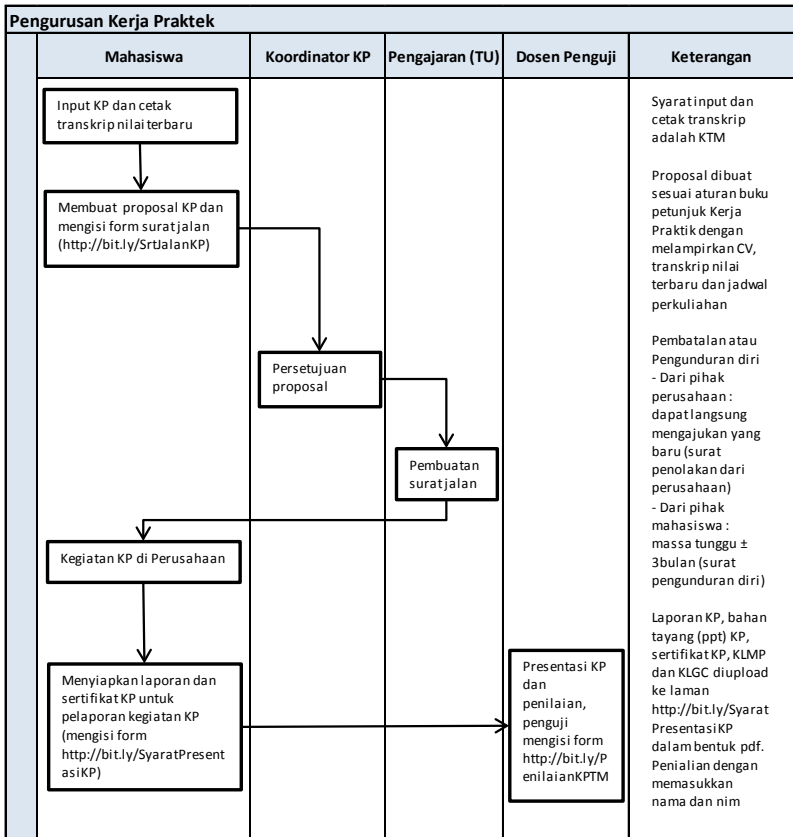 Pengurusan Kerja Praktek
Mahasiswa
Koordinator KP
Pengajaran (TU)
Dosen Penguji
Keterangan
Input KP dan cetak
transkrip nilai terbaru
Membuat proposal KP dan
mengisi form surat jalan
(http://bit.ly/SrtJalanKP)
Persetujuan
proposal
Pembuatan
surat jalan
Kegiatan KP di Perusahaan
Menyiapkan laporan dan
sertifikat KP untuk
pelaporan kegiatan KP
(mengisi form
http://bit.ly/SyaratPresent
asiKP)
Presentasi KP
dan
penilaian,
penguji
mengisi form
http://bit.ly/P
enilaianKPTM
Syarat input dan
cetak transkrip
adalah KTM
Proposal dibuat
sesuai aturan buku
petunjuk Kerja
Praktik dengan
melampirkan CV,
transkrip nilai
terbaru dan jadwal
perkuliahan
Pembatalan atau
Pengunduran diri
- Dari pihak
perusahaan :
dapat langsung
mengajukan yang
baru (surat
penolakan dari
perusahaan)
- Dari pihak
mahasiswa :
massa tunggu ±
3bulan (surat
pengunduran diri)
Laporan KP, bahan
tayang (ppt) KP,
sertifikat KP, KLMP
dan KLGC diupload
ke laman
http://bit.ly/Syarat
PresentasiKP
dalam bentuk pdf.
Penialian dengan
memasukkan
nama dan nim